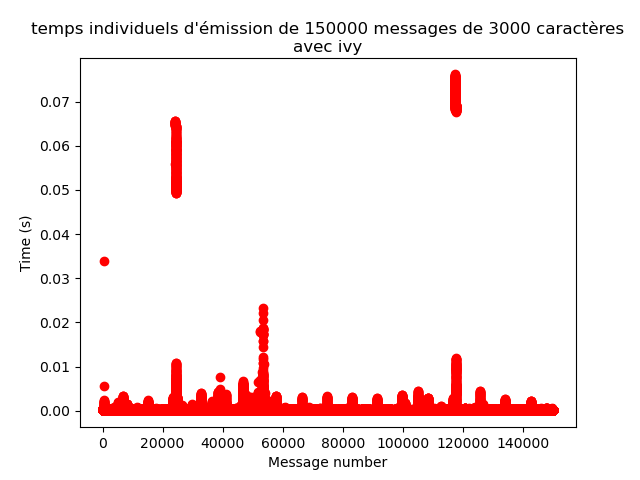 temps individuels d'émission de 150000 messages de 3000 caractères
avec ivy
0.07
0.06
0.05
0.04
0.03
0.02
0.01
0.00
Time (s)
0 20000 40000 60000 80000 100000 120000 140000
Message number